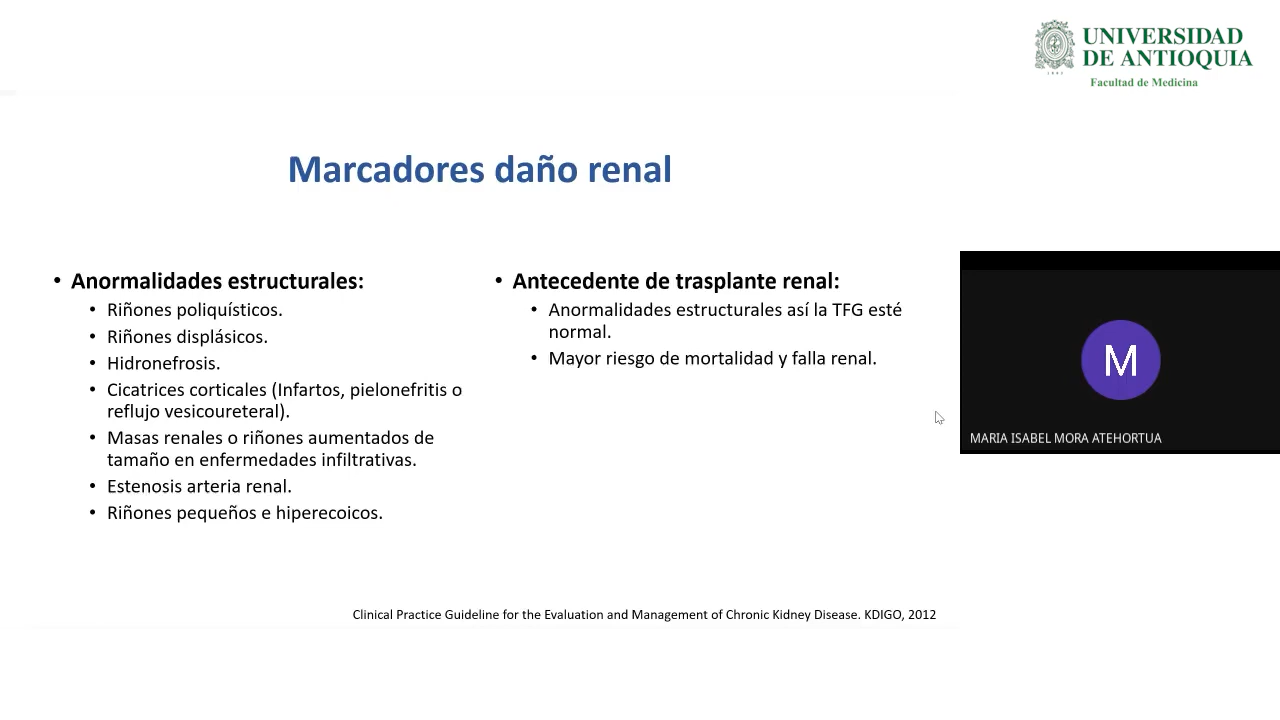 UNIVERSIDAD
DE ANTIOQUIA
Facultad de Medicina
Marcadores daño renal
• Anormalidades estructurales:
• Riñones poliquísticos.
• Riñones displásicos.
• Hidronefrosis.
• Cicatrices corticales (Infartos, pielonefritis o
reflujo vesicoureteral).
• Masas renales o riñones aumentados de
tamaño en enfermedades infiltrativas.
• Estenosis arteria renal.
• Riñones pequeños e hiperecoicos.
• Antecedente de trasplante renal:
• Anormalidades estructurales así la TFG esté
normal.
• Mayor riesgo de mortalidad y falla renal.
M
MARIA ISABEL MORA ATEHORTUA
Clinical Practice Guideline for the Evaluation and Management of Chronic Kidney Disease. KDIGO, 2012